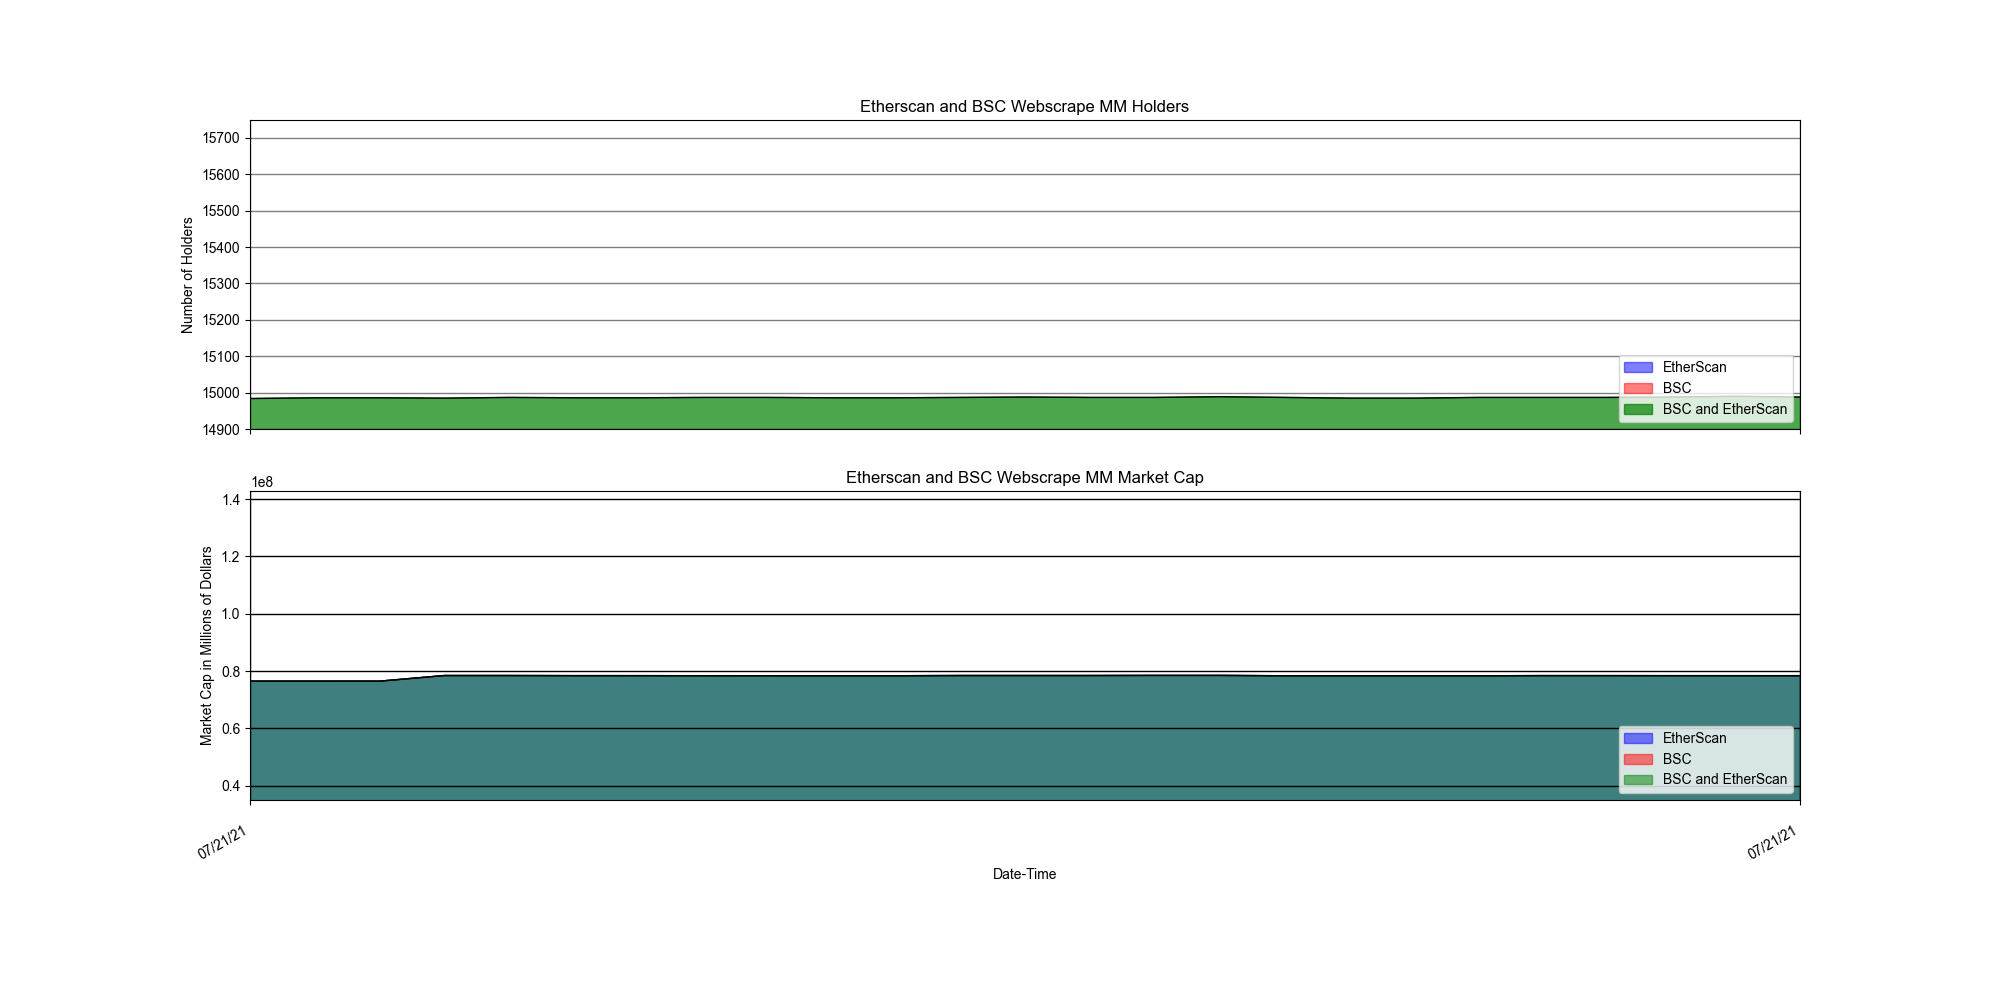 Etherscan and BSC Webscrape MM Holders
15700
15600
15500
15400
15300
15200
15100
15000
14900
Number of Holders
EtherScan
BSC
BSC and EtherScan
Etherscan and BSC Webscrape MM Market Cap
1e8
1.4
1.2
1.0
0.8
0.6
0.4
Market Cap in Millions of Dollars
EtherScan
BSC
BSC and EtherScan
07/21/21
07/21/21
Date-Time